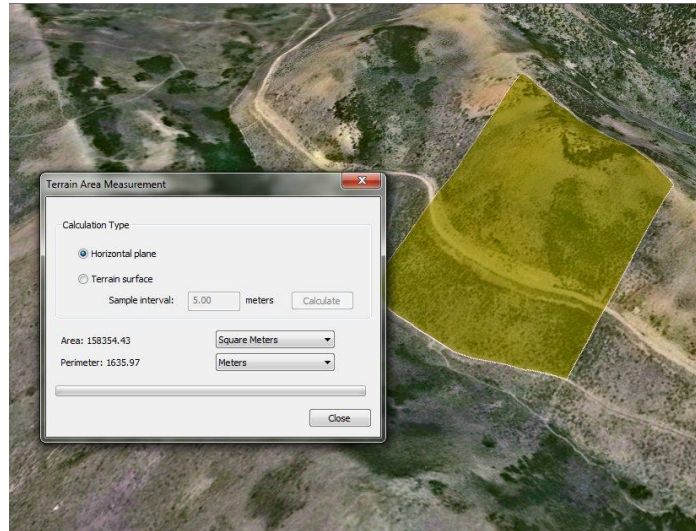 Terrain Area Measurement
Calculation Type
Horizontal plane
Terrain surface
Sample interval: 5.00 meters Calculate
Area: 158354.43 Square Meters
Perimeter: 1635.97 Meters
Close